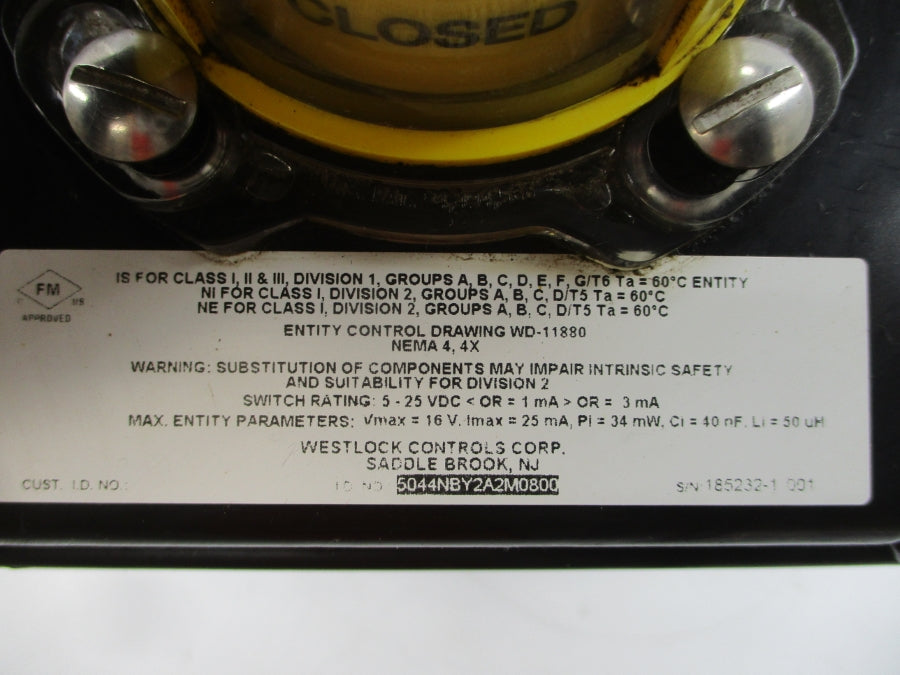 CLOSED
FM
C US
APPROVED
IS FOR CLASS I, II & III, DIVISION 1, GROUPS A, B, C, D, E, F, G/T6 Ta = 60°C ENTITY
NI FOR CLASS I, DIVISION 2, GROUPS A, B, C, D/T5 Ta = 60°C
NE FOR CLASS I, DIVISION 2, GROUPS A, B, C, D/T5 Ta = 60°C
ENTITY CONTROL DRAWING WD-11880
NEMA 4, 4X
WARNING: SUBSTITUTION OF COMPONENTS MAY IMPAIR INTRINSIC SAFETY
AND SUITABILITY FOR DIVISION 2
SWITCH RATING: 5 - 25 VDC < OR = 1 mA > OR = 3 mA
MAX. ENTITY PARAMETERS: Vmax = 16 V, Imax = 25 mA, Pi = 34 mW, Ci = 40 nF, Li = 50 uH
WESTLOCK CONTROLS CORP.
SADDLE BROOK, NJ
CUST. I.D. NO.: I.D. NO. 5044NBY2A2M0800 S/N 185232-1 001